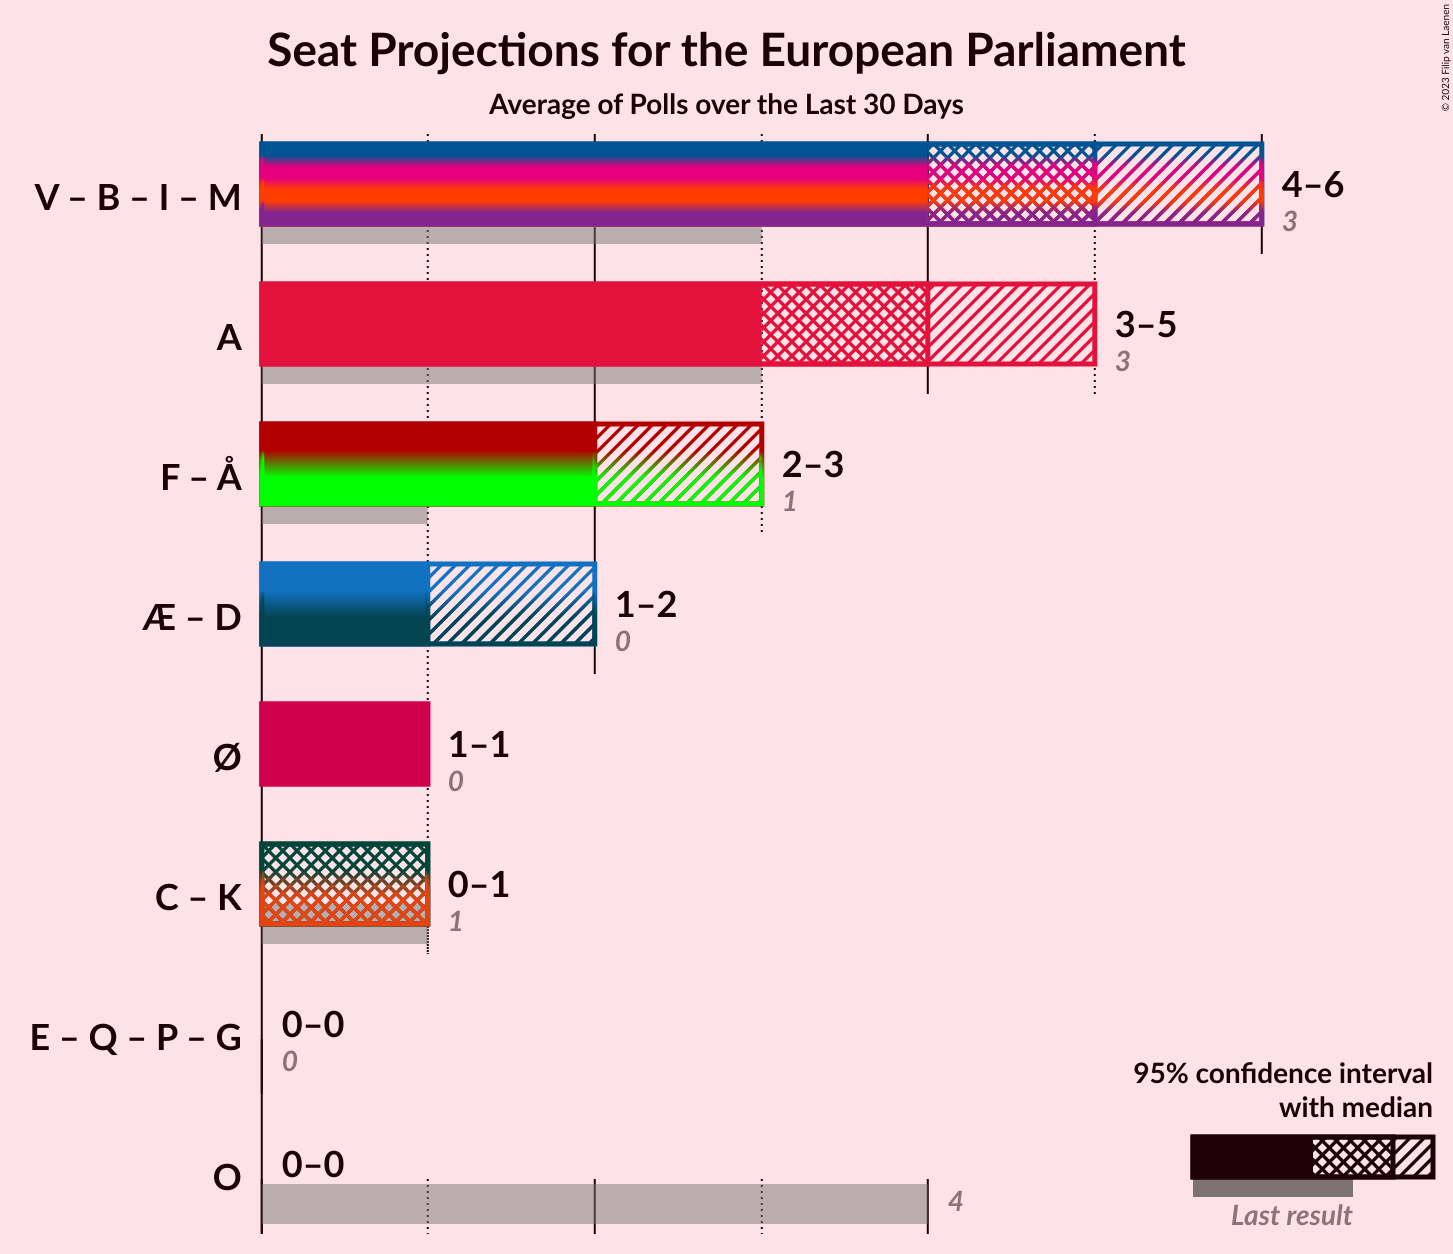 Seat Projections for the European Parliament
Average of Polls over the Last 30 Days
© 2023 Filip van Laenen
V – B – I – M
4–6
3
A
3–5
3
F – Å
2–3
1
Æ – D
1–2
0
Ø
1–1
0
C – K
0–1
1
E – Q – P – G
0–0
0
O
0–0
4
95% confidence interval
with median
Last result